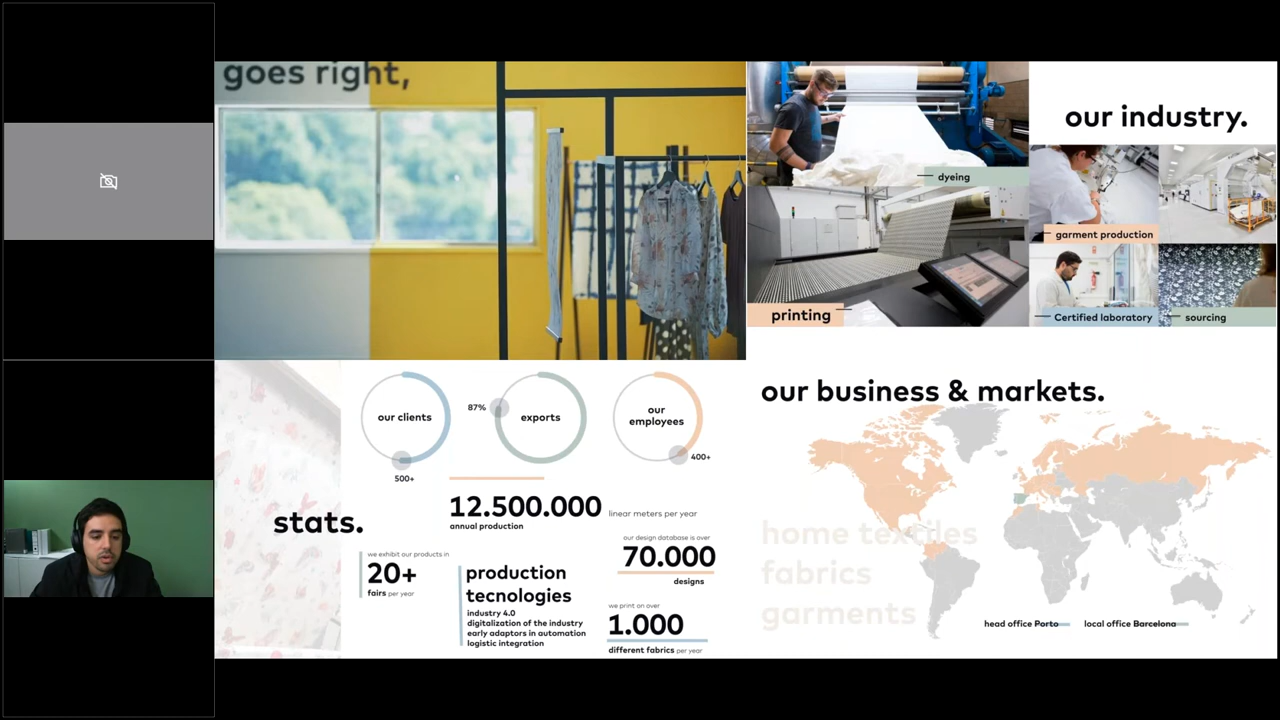 goes right,
our industry.
dyeing
garment production
printing
Certified laboratory
sourcing
our clients
500+
87%
exports
our
employees
400+
stats.
12.500.000 linear meters per year
annual production
we exhibit our products in
20+
fairs per year
production
tecnologies
industry 4.0
digitalization of the industry
early adaptors in automation
logistic integration
our design database is over
70.000
designs
we print on over
1.000
different fabrics per year
our business & markets.
home textiles
fabrics
garments
head office Porto
local office Barcelona